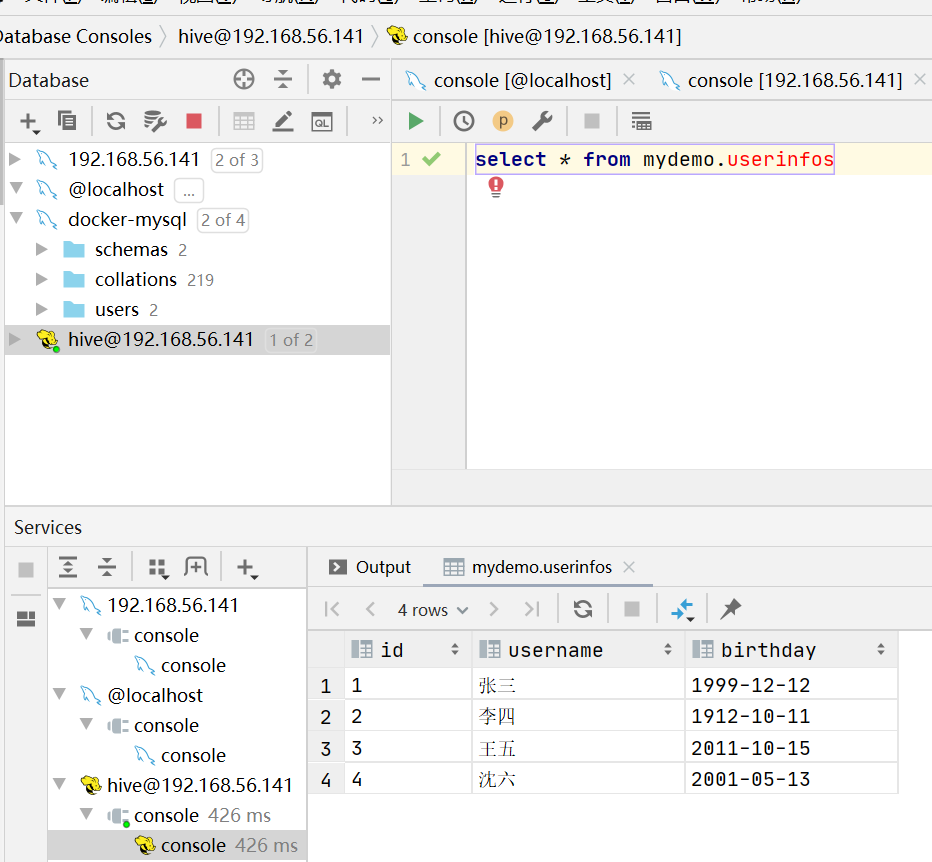 Database Consoles hive@192.168.56.141 console [hive@192.168.56.141]
Database
console [@localhost] console [192.168.56.141]
192.168.56.141 2 of 3
@localhost ...
docker-mysql 2 of 4
schemas 2
collations 219
users 2
hive@192.168.56.141 1 of 2
QL
p
1 select * from mydemo.userinfos
Services
192.168.56.141
console
console
@localhost
console
console
hive@192.168.56.141
console 426 ms
console 426 ms
Output mydemo.userinfos
4 rows
id username birthday
1 1 张三 1999-12-12
2 2 李四 1912-10-11
3 3 王五 2011-10-15
4 4 沈六 2001-05-13